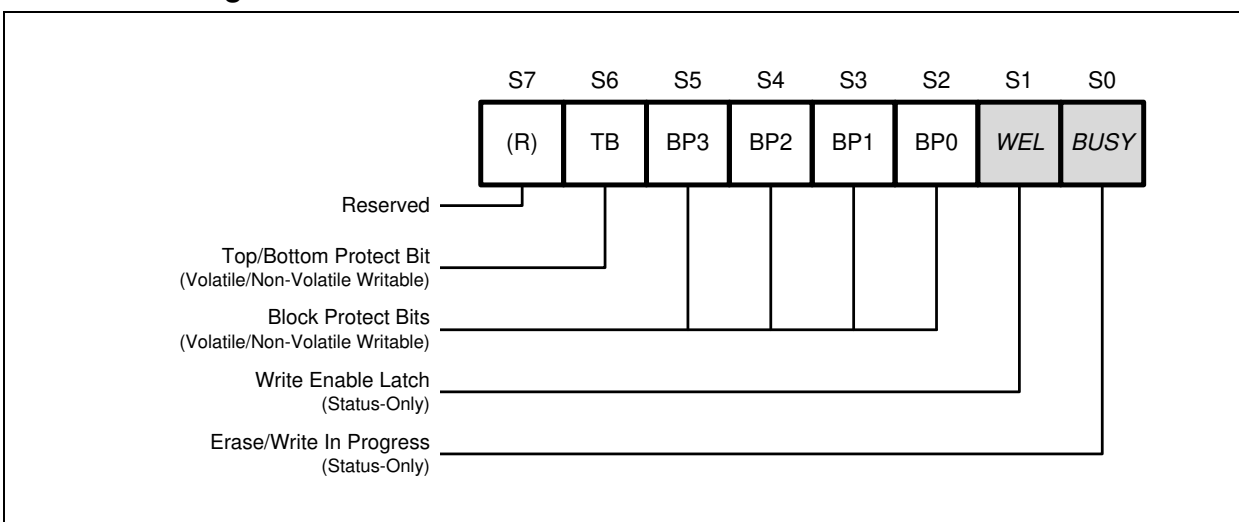 S7 S6 S5 S4 S3 S2 S1 S0
(R) TB BP3 BP2 BP1 BP0 WEL BUSY
Reserved
Top/Bottom Protect Bit
(Volatile/Non-Volatile Writable)
Block Protect Bits
(Volatile/Non-Volatile Writable)
Write Enable Latch
(Status-Only)
Erase/Write In Progress
(Status-Only)